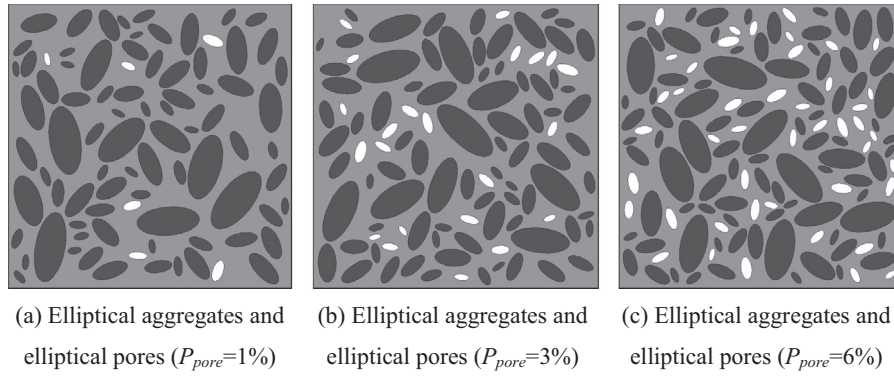 (a) Elliptical aggregates and
elliptical pores (P_pore=1%)
(b) Elliptical aggregates and
elliptical pores (P_pore=3%)
(c) Elliptical aggregates and
elliptical pores (P_pore=6%)